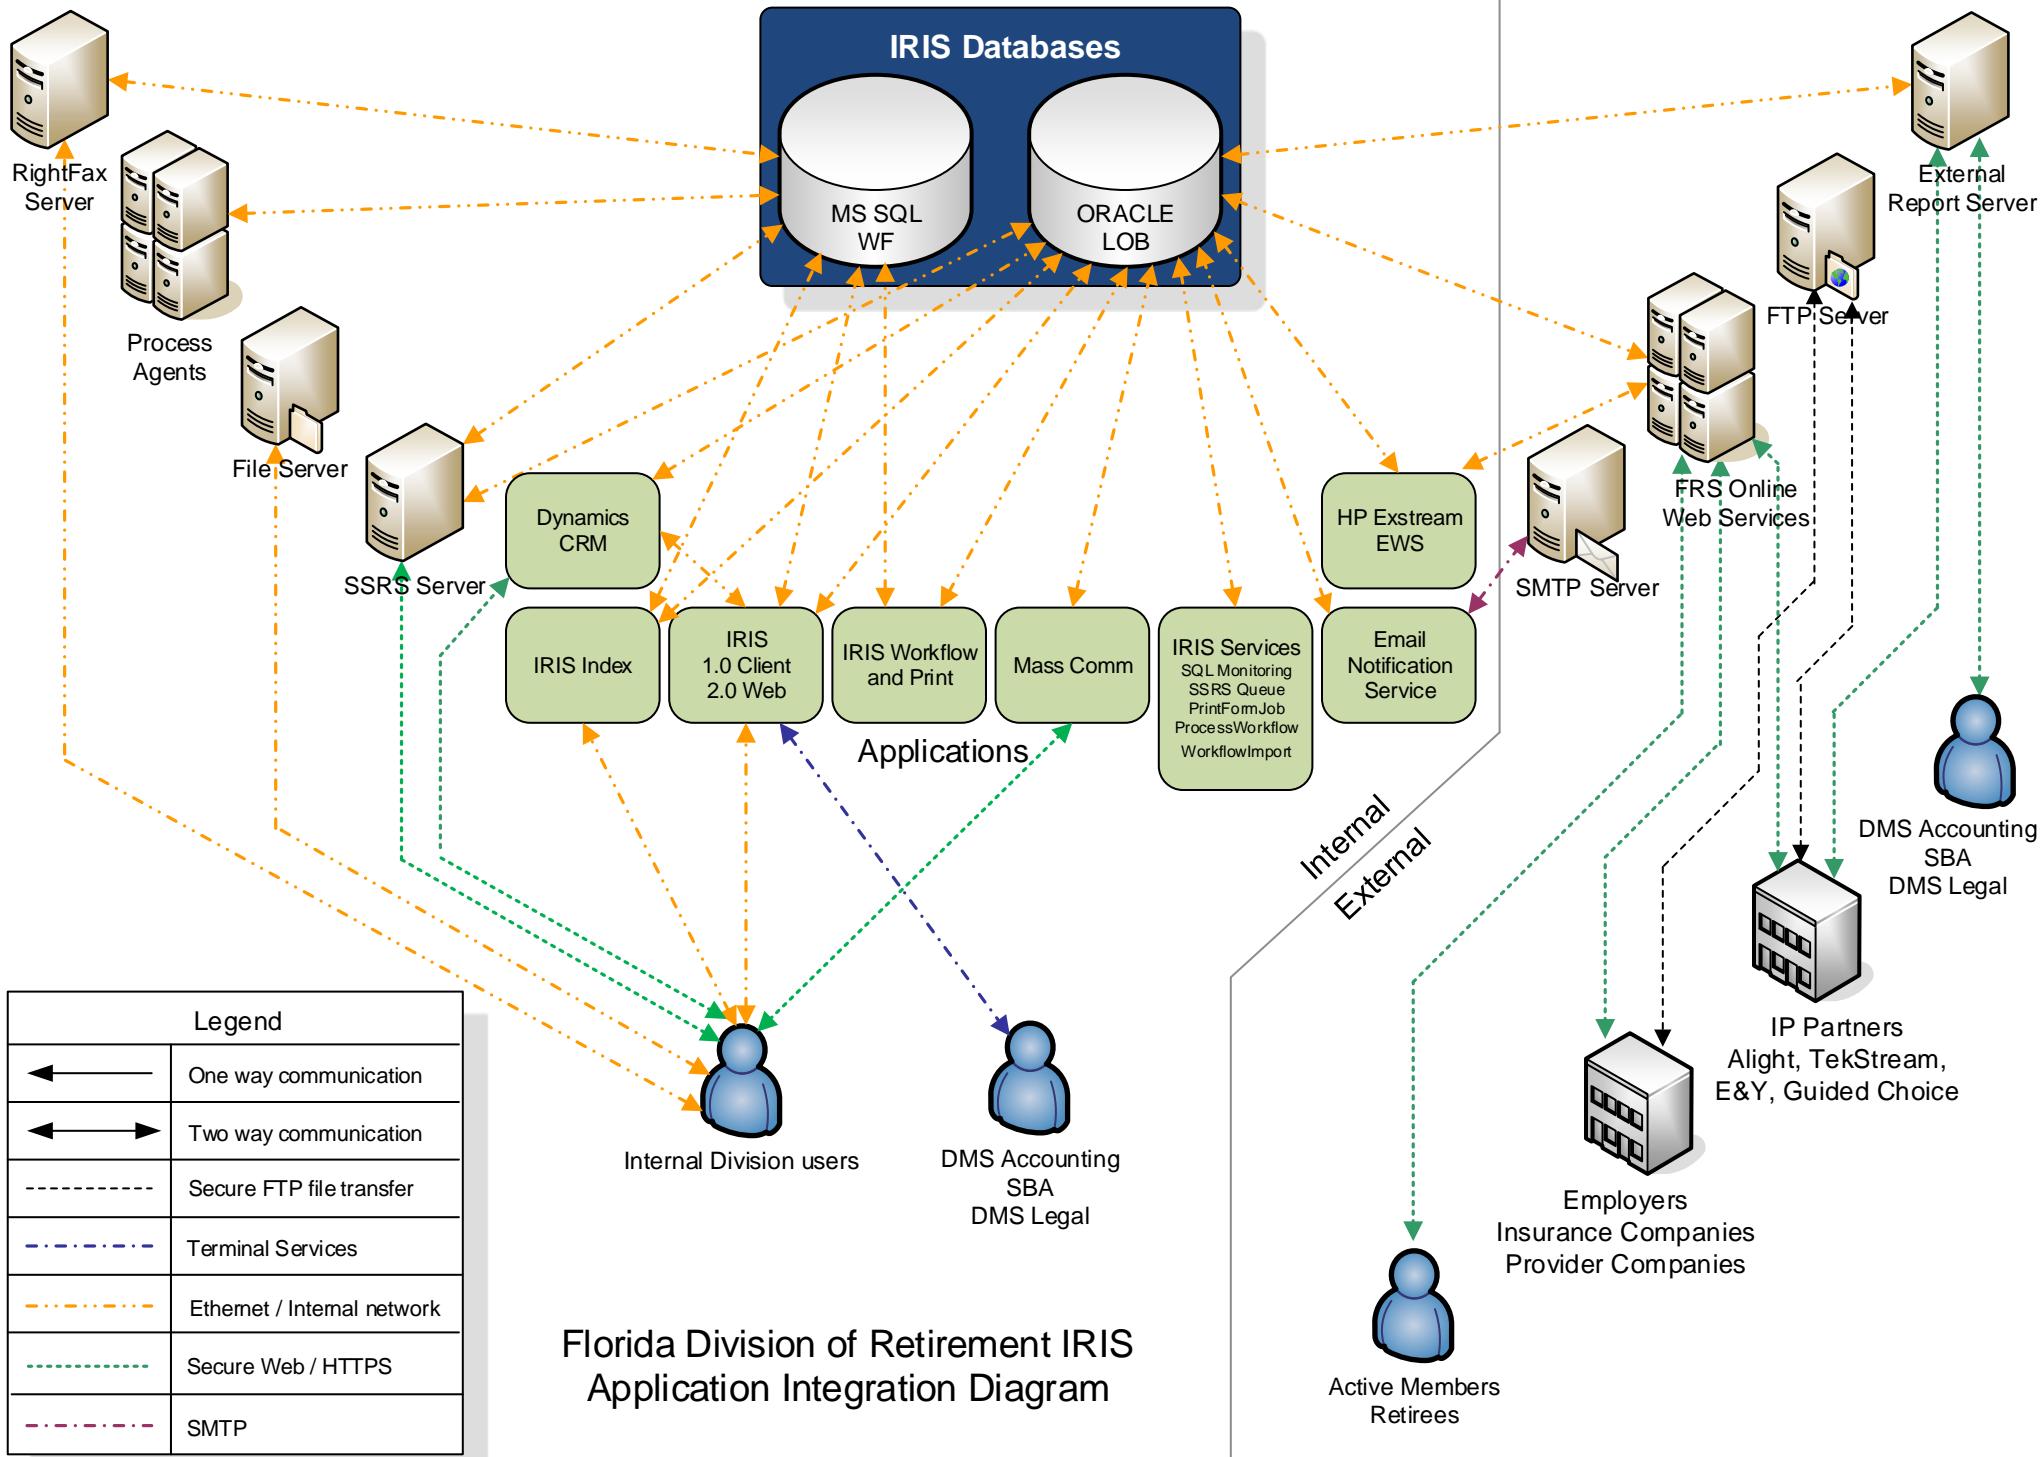 IRIS Databases
MS SQL
WF
ORACLE
LOB
RightFax
Server
Process
Agents
File Server
SSRS Server
External
Report Server
FTP Server
FRS Online
Web Services
SMTP Server
Dynamics
CRM
HP Exstream
EWS
IRIS Index
IRIS
1.0 Client
2.0 Web
IRIS Workflow
and Print
Mass Comm
IRIS Services
SQL Monitoring
SSRS Queue
PrintFormJob
ProcessWorkflow
WorkflowImport
Email
Notification
Service
Applications
Internal
External
DMS Accounting
SBA
DMS Legal
IP Partners
Alight, TekStream,
E&Y, Guided Choice
Internal Division users
DMS Accounting
SBA
DMS Legal
Employers
Insurance Companies
Provider Companies
Active Members
Retirees
Legend
One way communication
Two way communication
Secure FTP file transfer
Terminal Services
Ethernet / Internal network
Secure Web / HTTPS
SMTP
Florida Division of Retirement IRIS
Application Integration Diagram